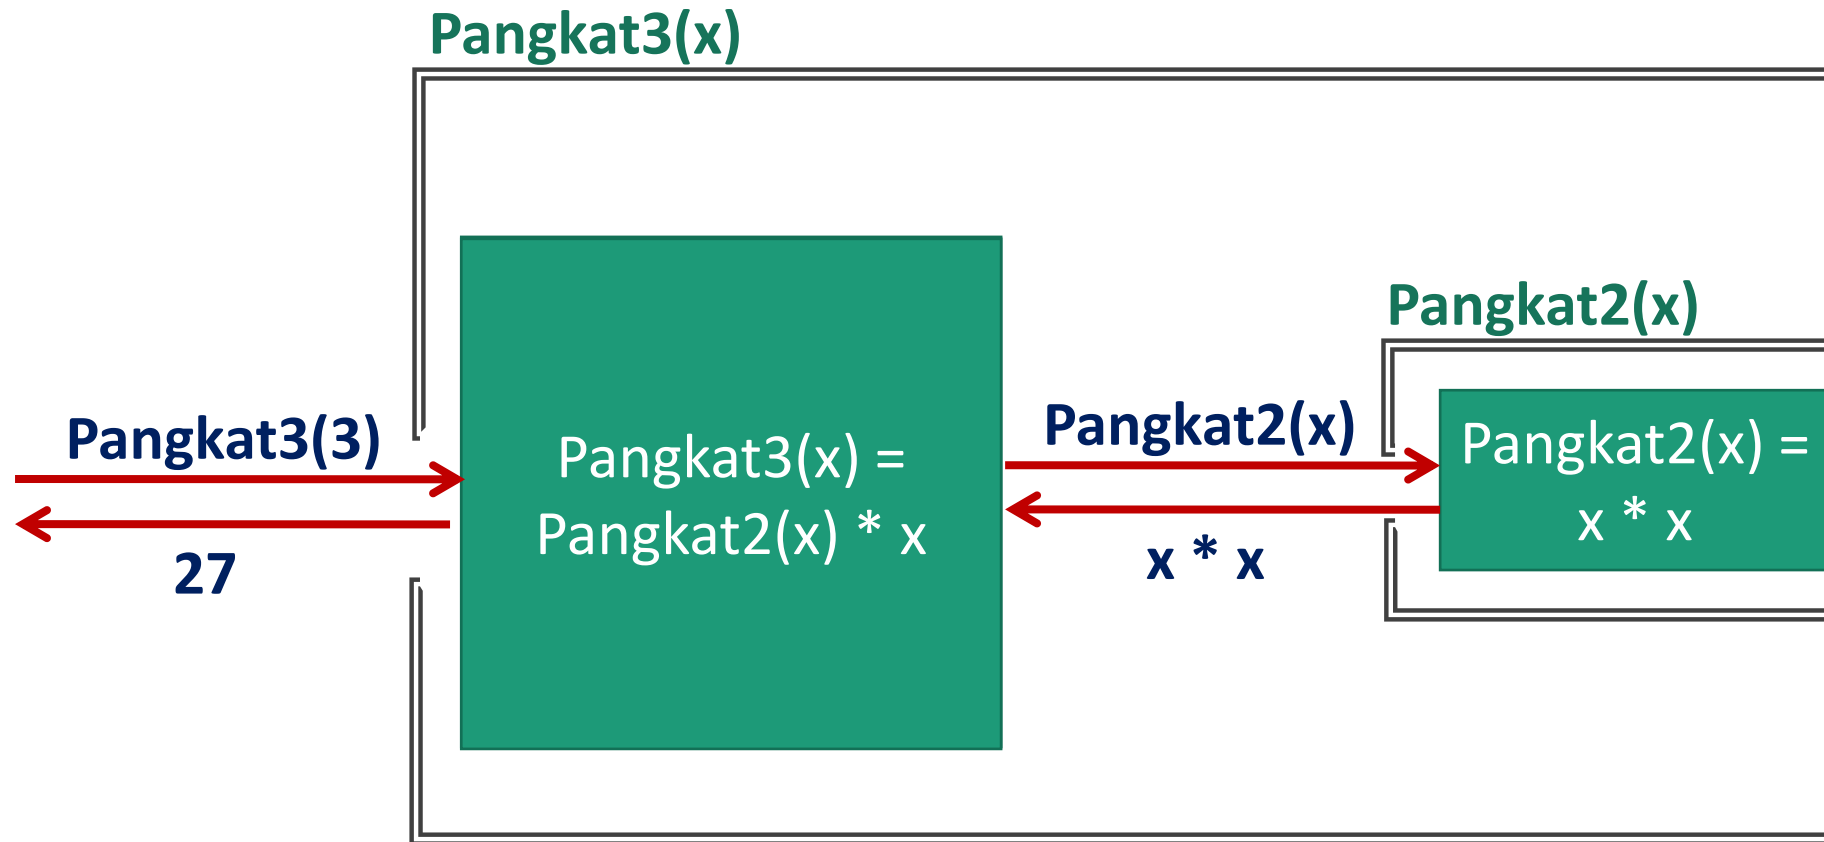 Pangkat3(x)
Pangkat2(x)
Pangkat3(3)
27
Pangkat3(x) =
Pangkat2(x) * x
Pangkat2(x)
x * x
Pangkat2(x) =
x * x